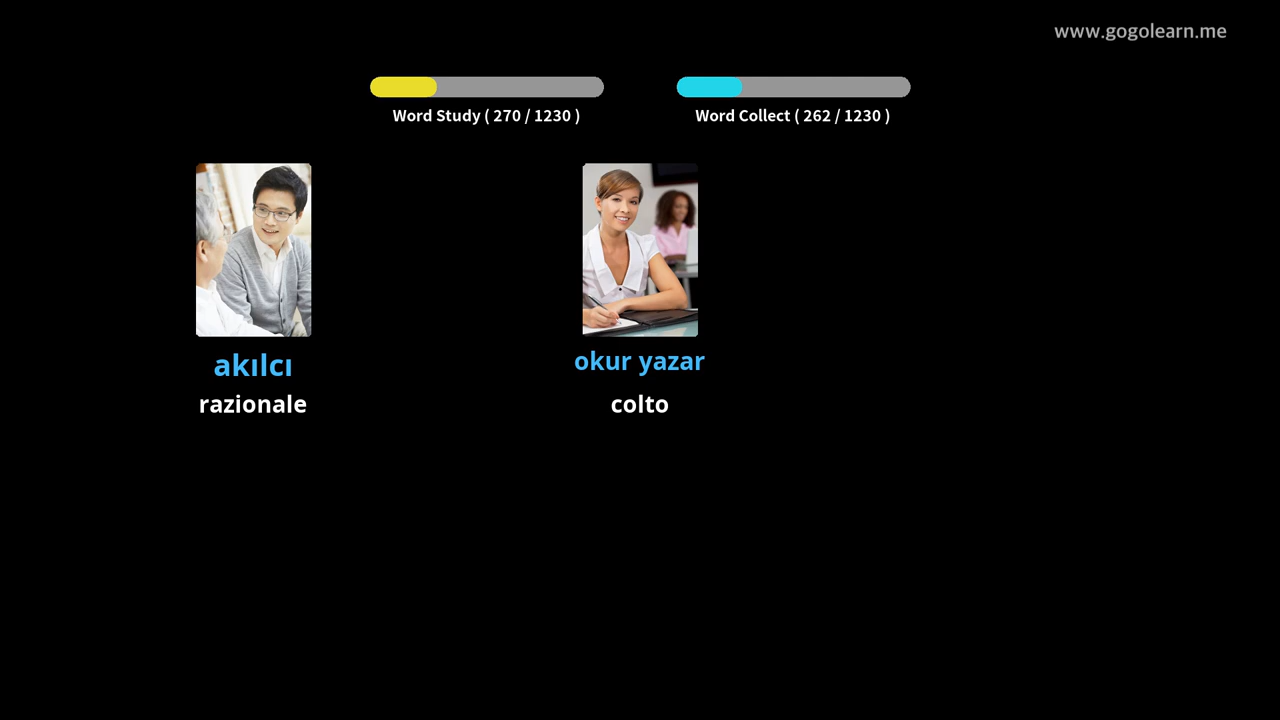 www.gogolearn.me
Word Study ( 270 / 1230 )
Word Collect ( 262 / 1230 )
akılcı
razionale
okur yazar
colto